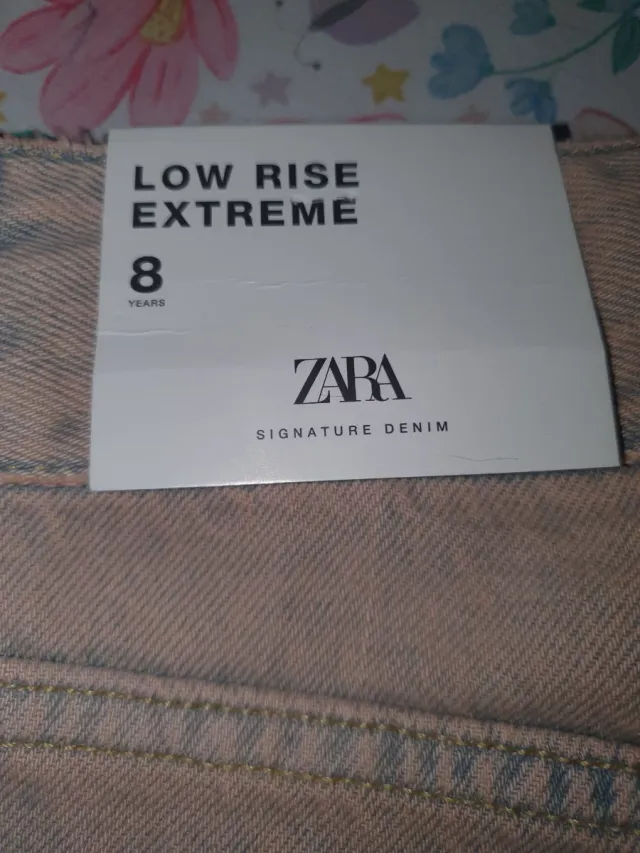 LOW RISE
EXTREME
8
YEARS
ZARA
SIGNATURE DENIM